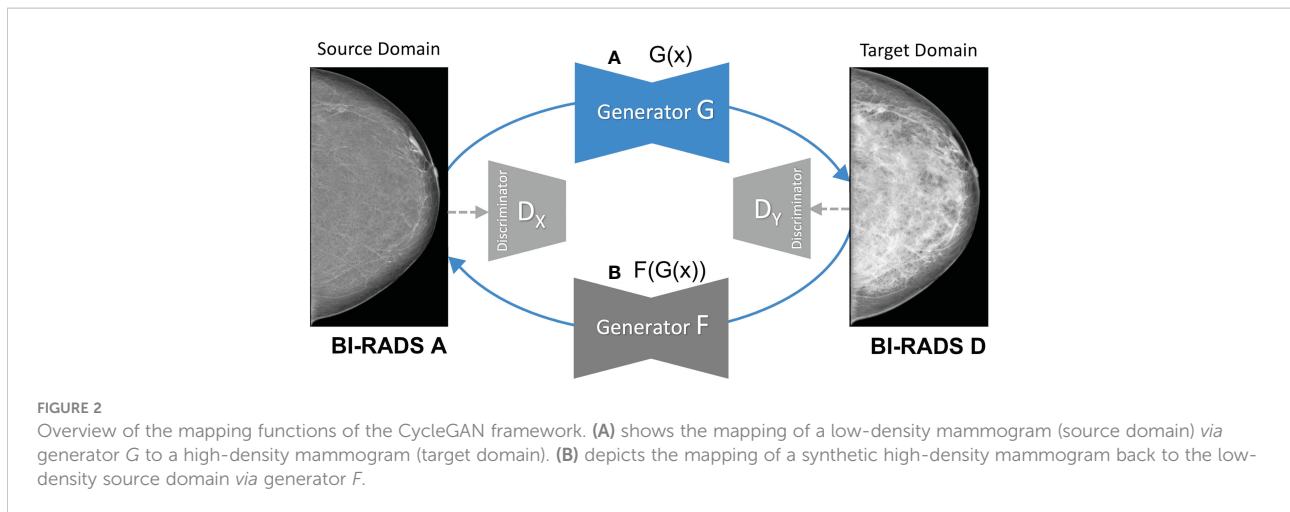 Source Domain
A G(x)
Target Domain
Generator G
Discriminator
D_X
D_Y
Discriminator
B F(G(x))
Generator F
BI-RADS A
BI-RADS D
FIGURE 2
Overview of the mapping functions of the CycleGAN framework. (A) shows the mapping of a low-density mammogram (source domain) via
generator G to a high-density mammogram (target domain). (B) depicts the mapping of a synthetic high-density mammogram back to the low-
density source domain via generator F.